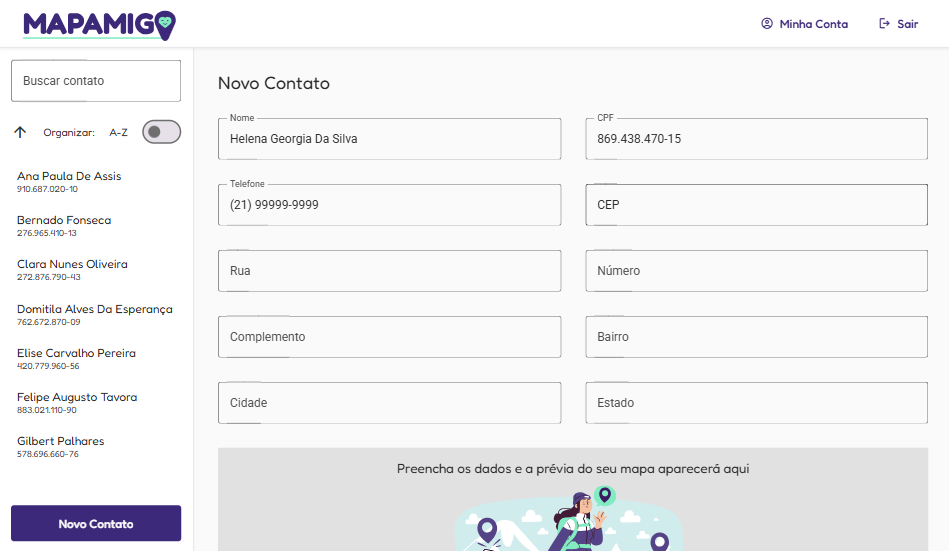 MAPAMIGO
Minha Conta
Sair
Buscar contato
Organizar: A-Z
Ana Paula De Assis
910.687.020-10
Bernado Fonseca
276.965.410-13
Clara Nunes Oliveira
272.876.790-43
Domitila Alves Da Esperança
762.672.870-09
Elise Carvalho Pereira
420.779.960-56
Felipe Augusto Tavora
883.021.110-90
Gilbert Palhares
578.696.660-76
Novo Contato
Novo Contato
Nome
Helena Georgia Da Silva
CPF
869.438.470-15
Telefone
(21) 99999-9999
CEP
Rua
Número
Complemento
Bairro
Cidade
Estado
Preencha os dados e a prévia do seu mapa aparecerá aqui